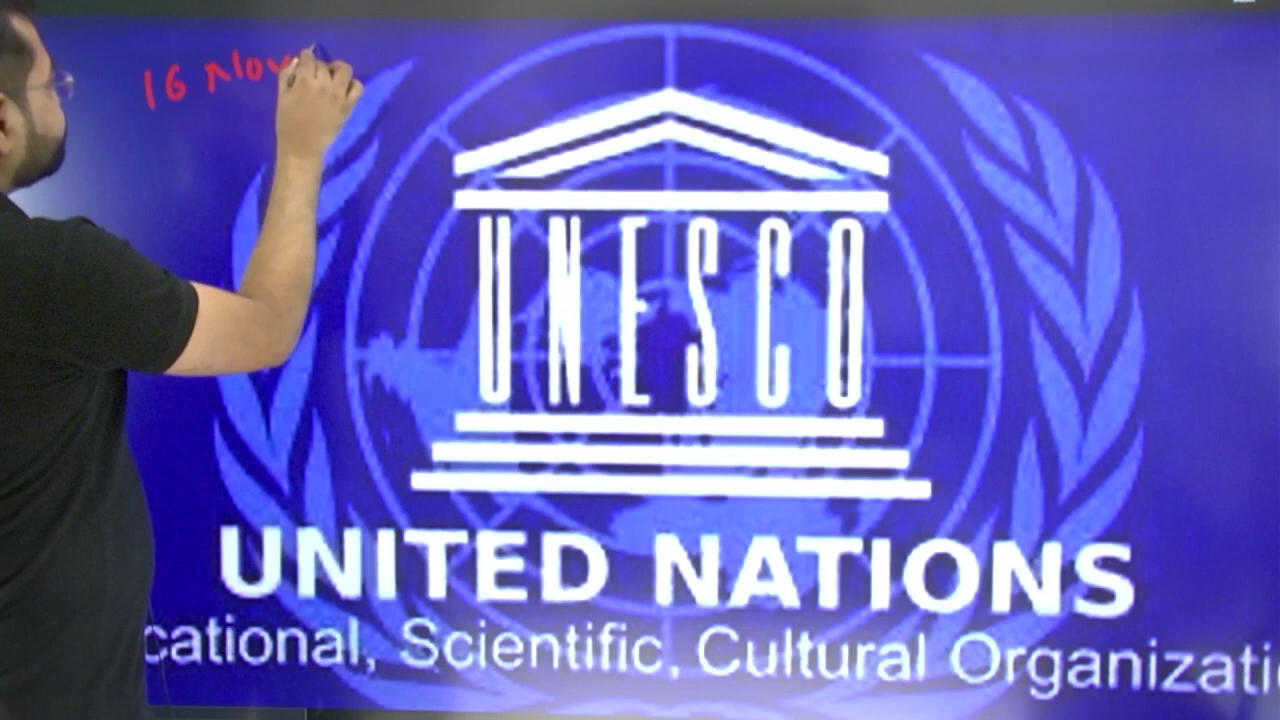 16 Nov
UNESCO
UNITED NATIONS
cational, Scientific, Cultural Organizati